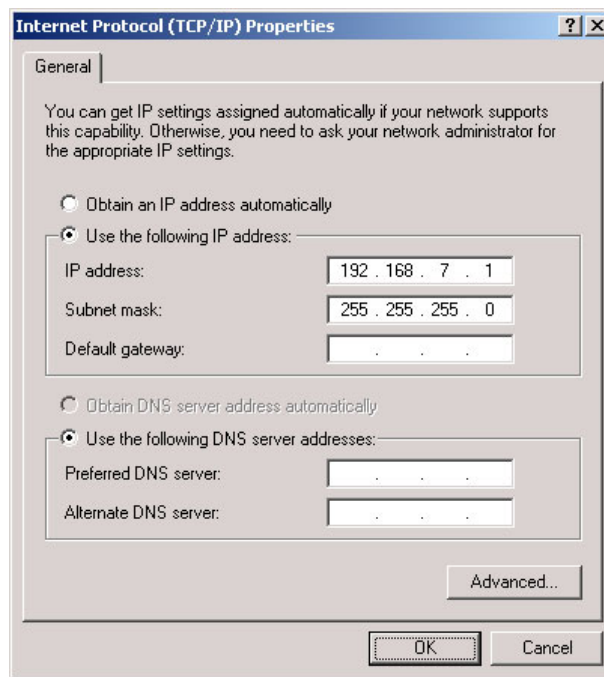 Internet Protocol (TCP/IP) Properties
General
You can get IP settings assigned automatically if your network supports
this capability. Otherwise, you need to ask your network administrator for
the appropriate IP settings.
Obtain an IP address automatically
Use the following IP address:
IP address: 192 . 168 . 7 . 1
Subnet mask: 255 . 255 . 255 . 0
Default gateway: . . .
Obtain DNS server address automatically
Use the following DNS server addresses:
Preferred DNS server: . . .
Alternate DNS server: . . .
Advanced...
OK Cancel